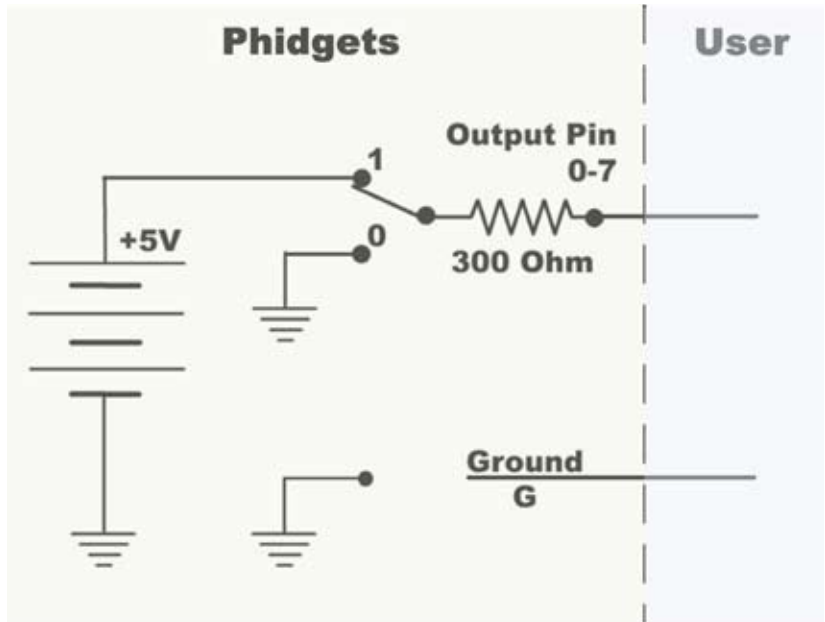 Phidgets
User
Output Pin
0-7
1
+5V
0
300 Ohm
Ground
G